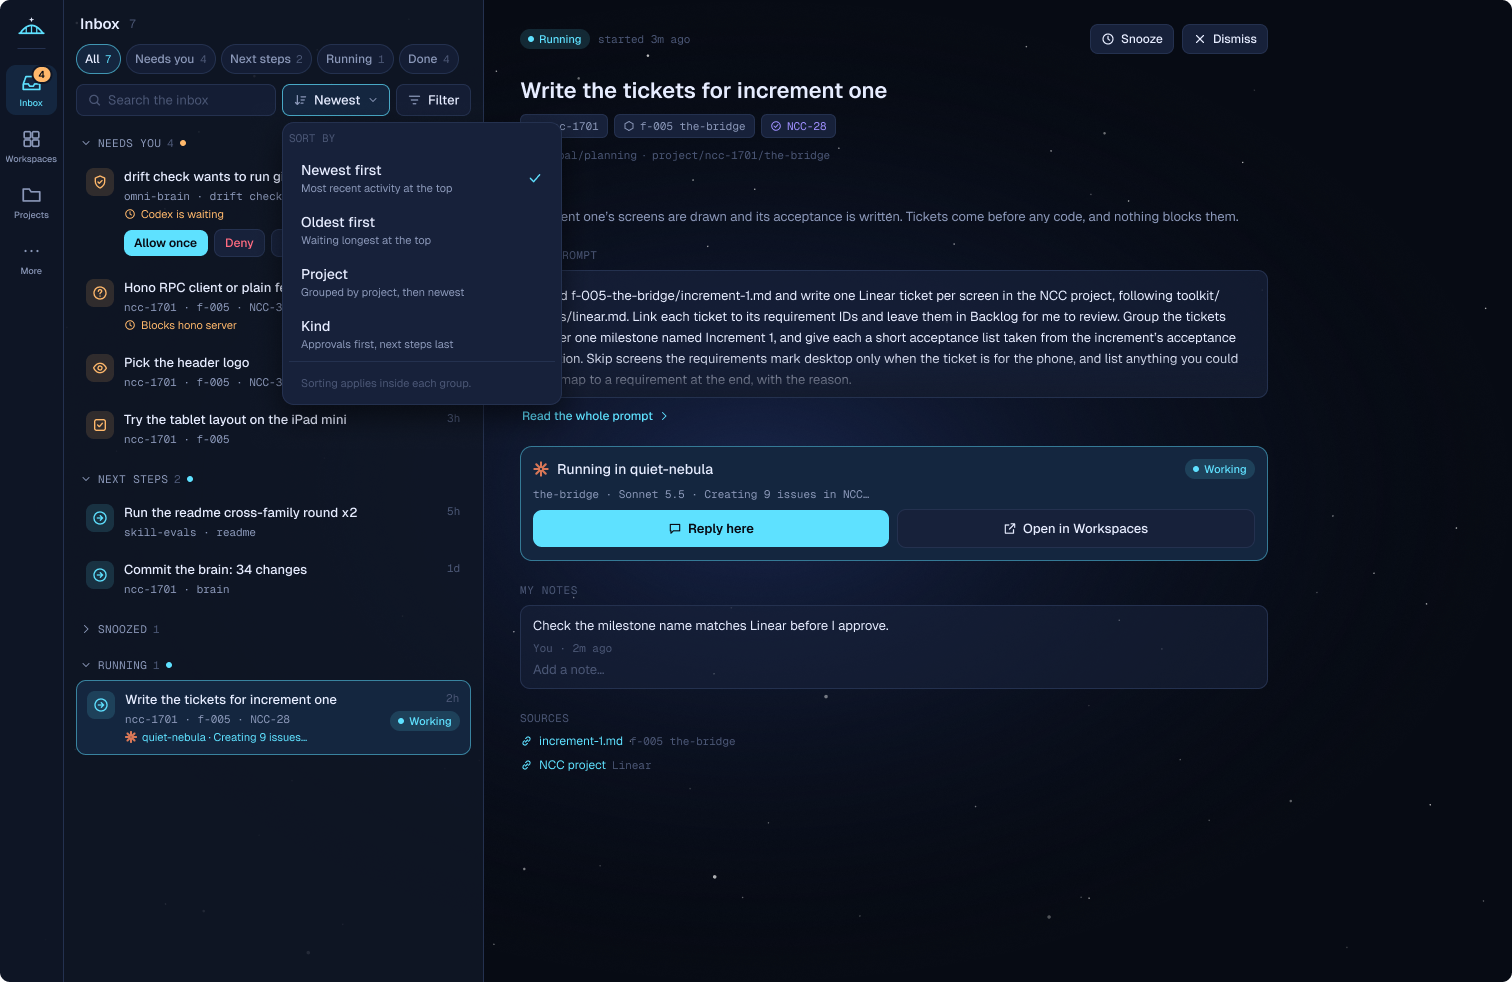 Inbox 7
All 7
Needs you 4
Next steps 2
Running 1
Done 4
Search the inbox
Newest
Filter
4
Inbox
Workspaces
Projects
More
NEEDS YOU 4
drift check wants to run
omni-brain · drift check
Codex is waiting
Allow once
Deny
Hono RPC client or plain
ncc-1701 · f-005 · NCC-3
Blocks hono server
Pick the header logo
ncc-1701 · f-005 · NCC-3
Try the tablet layout on the iPad mini
3h
ncc-1701 · f-005
NEXT STEPS 2
Run the readme cross-family round x2
5h
skill-evals · readme
Commit the brain: 34 changes
1d
ncc-1701 · brain
SNOOZED 1
RUNNING 1
Write the tickets for increment one
2h
ncc-1701 · f-005 · NCC-28
Working
quiet-nebula · Creating 9 issues…
SORT BY
Newest first
Most recent activity at the top
Oldest first
Waiting longest at the top
Project
Grouped by project, then newest
Kind
Approvals first, next steps last
Sorting applies inside each group.
Running
started 3m ago
Snooze
Dismiss
Write the tickets for increment one
c-1701
f-005 the-bridge
NCC-28
al/planning · project/ncc-1701/the-bridge
ent one's screens are drawn and its acceptance is written. Tickets come before any code, and nothing blocks them.
ROMPT
d f-005-the-bridge/increment-1.md and write one Linear ticket per screen in the NCC project, following toolkit/
s/linear.md. Link each ticket to its requirement IDs and leave them in Backlog for me to review. Group the tickets
er one milestone named Increment 1, and give each a short acceptance list taken from the increment's acceptance
ion. Skip screens the requirements mark desktop only when the ticket is for the phone, and list anything you could
map to a requirement at the end, with the reason.
Read the whole prompt
Running in quiet-nebula
Working
the-bridge · Sonnet 5.5 · Creating 9 issues in NCC…
Reply here
Open in Workspaces
MY NOTES
Check the milestone name matches Linear before I approve.
You · 2m ago
Add a note…
SOURCES
increment-1.md f-005 the-bridge
NCC project Linear